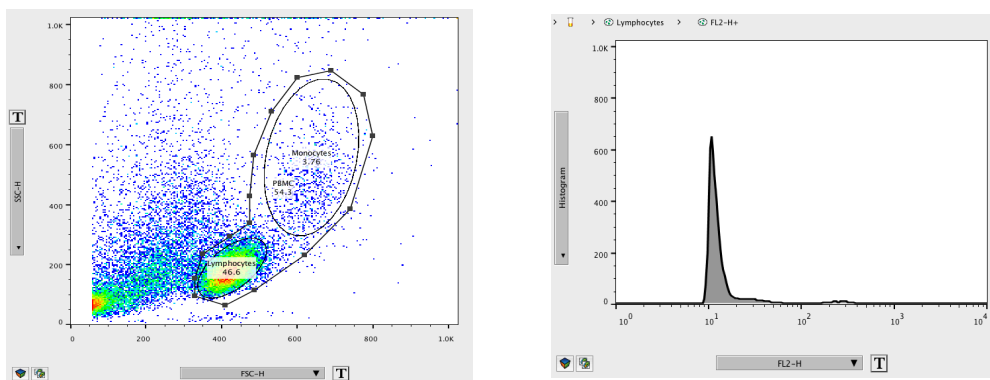 1.0K
800
600
400
200
0
SSC-H
T
Monocytes
3.76
PBMC
54.3
Lymphocytes
46.6
0 200 400 600 800 1.0K
FSC-H
T
> > Lymphocytes > FL2-H+
1.0K
800
600
400
200
0
Histogram
10^0 10^1 10^2 10^3 10^4
FL2-H
T